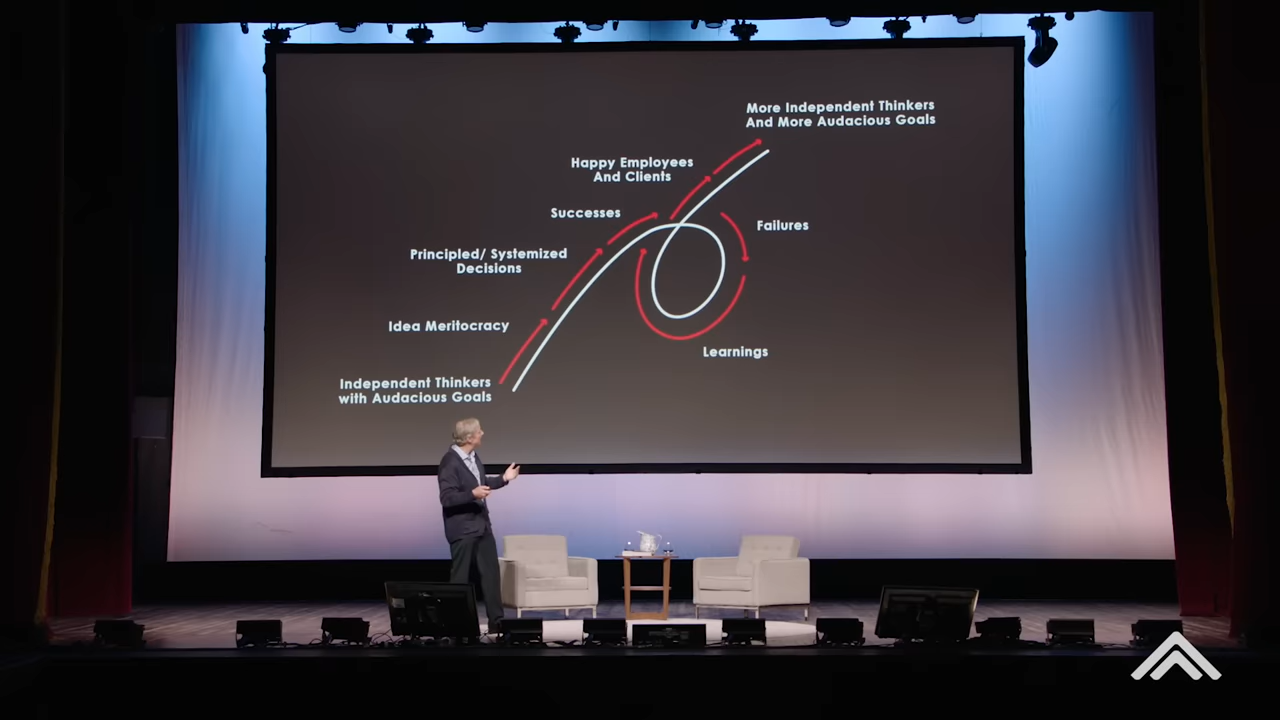 More Independent Thinkers
And More Audacious Goals
Happy Employees
And Clients
Successes
Failures
Principled/ Systemized
Decisions
Idea Meritocracy
Learnings
Independent Thinkers
with Audacious Goals